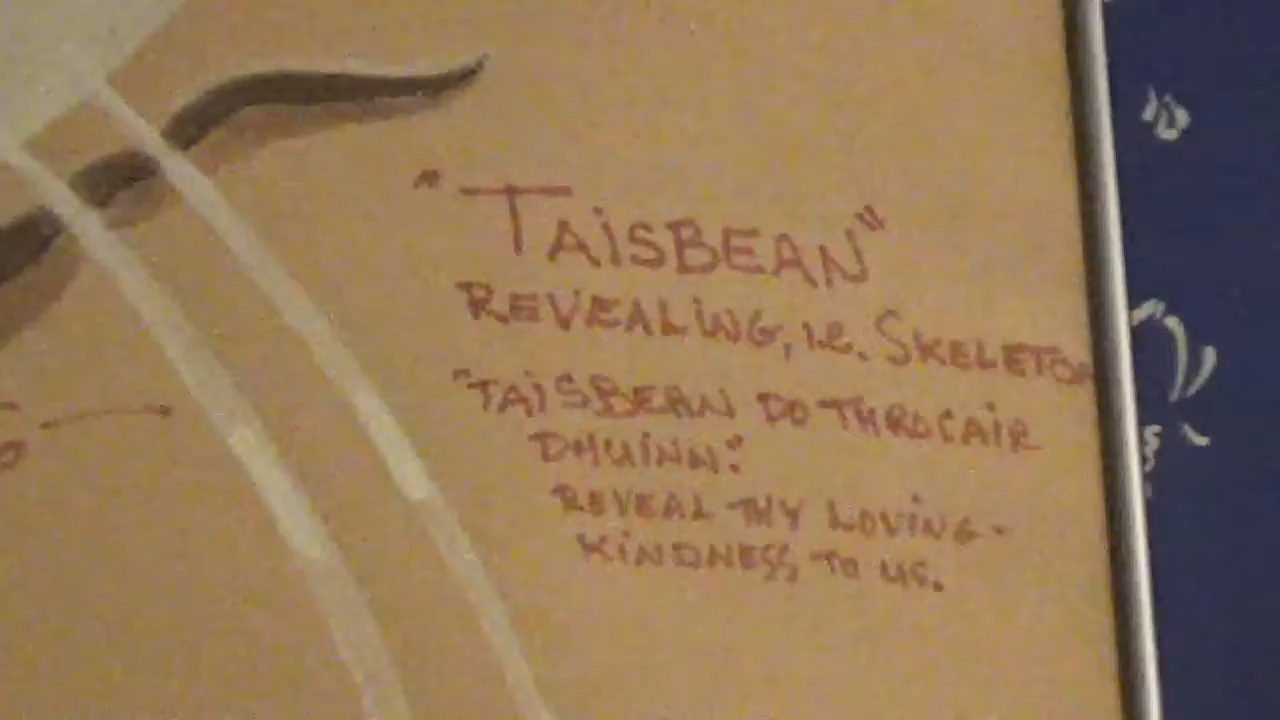 "TAISBEAN"
REVEALING, i.e. SKELETON
"TAISBEAN DO THROCAIR
DHUINN:"
REVEAL THY LOVING-
KINDNESS TO US.